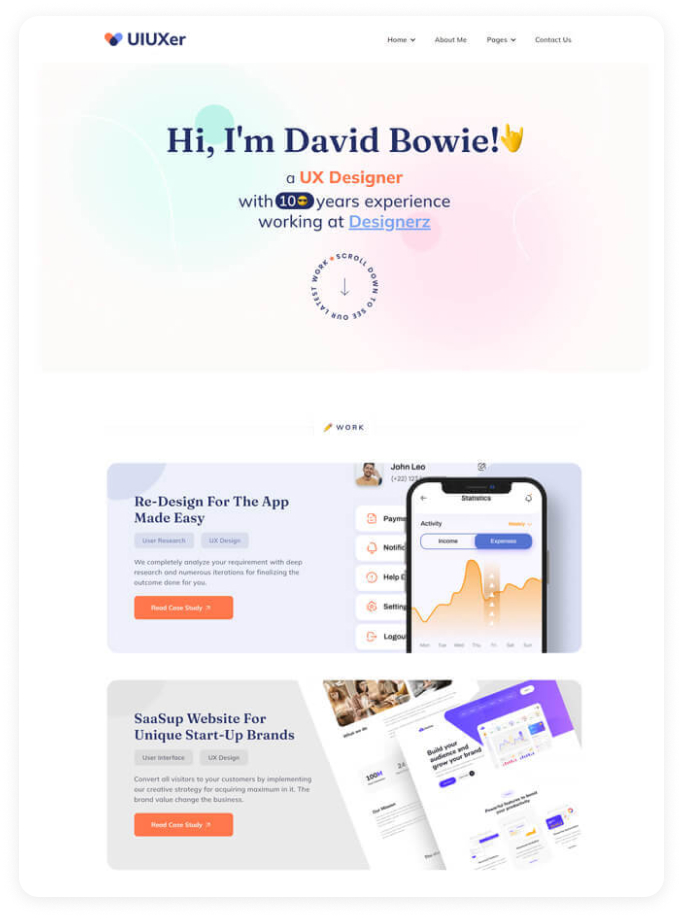 UIUXer
Home About Me Pages Contact Us
Hi, I'm David Bowie!
a UX Designer
with 10 years experience
working at Designerz
SCROLL DOWN TO SEE OUR LATEST WORK
WORK
Re-Design For The App
Made Easy
User Research UX Design
We completely analyze your requirement with deep
research and numerous iterations for finalizing the
outcome done for you.
Read Case Study
John Leo
(+22)
Payme
Notific
Help
Setting
Logou
Statistics
Activity Weekly
Income Expenses
Mon Tue Wed Thu Fri Sat Sun
SaaSup Website For
Unique Start-Up Brands
User Interface UX Design
Convert all visitors to your customers by implementing
our creative strategy for acquiring maximum in it. The
brand value change the business.
Read Case Study
What we do
100M
Our Mission
Build your
audience and
grow your brand
Powerful features to boost
your productivity